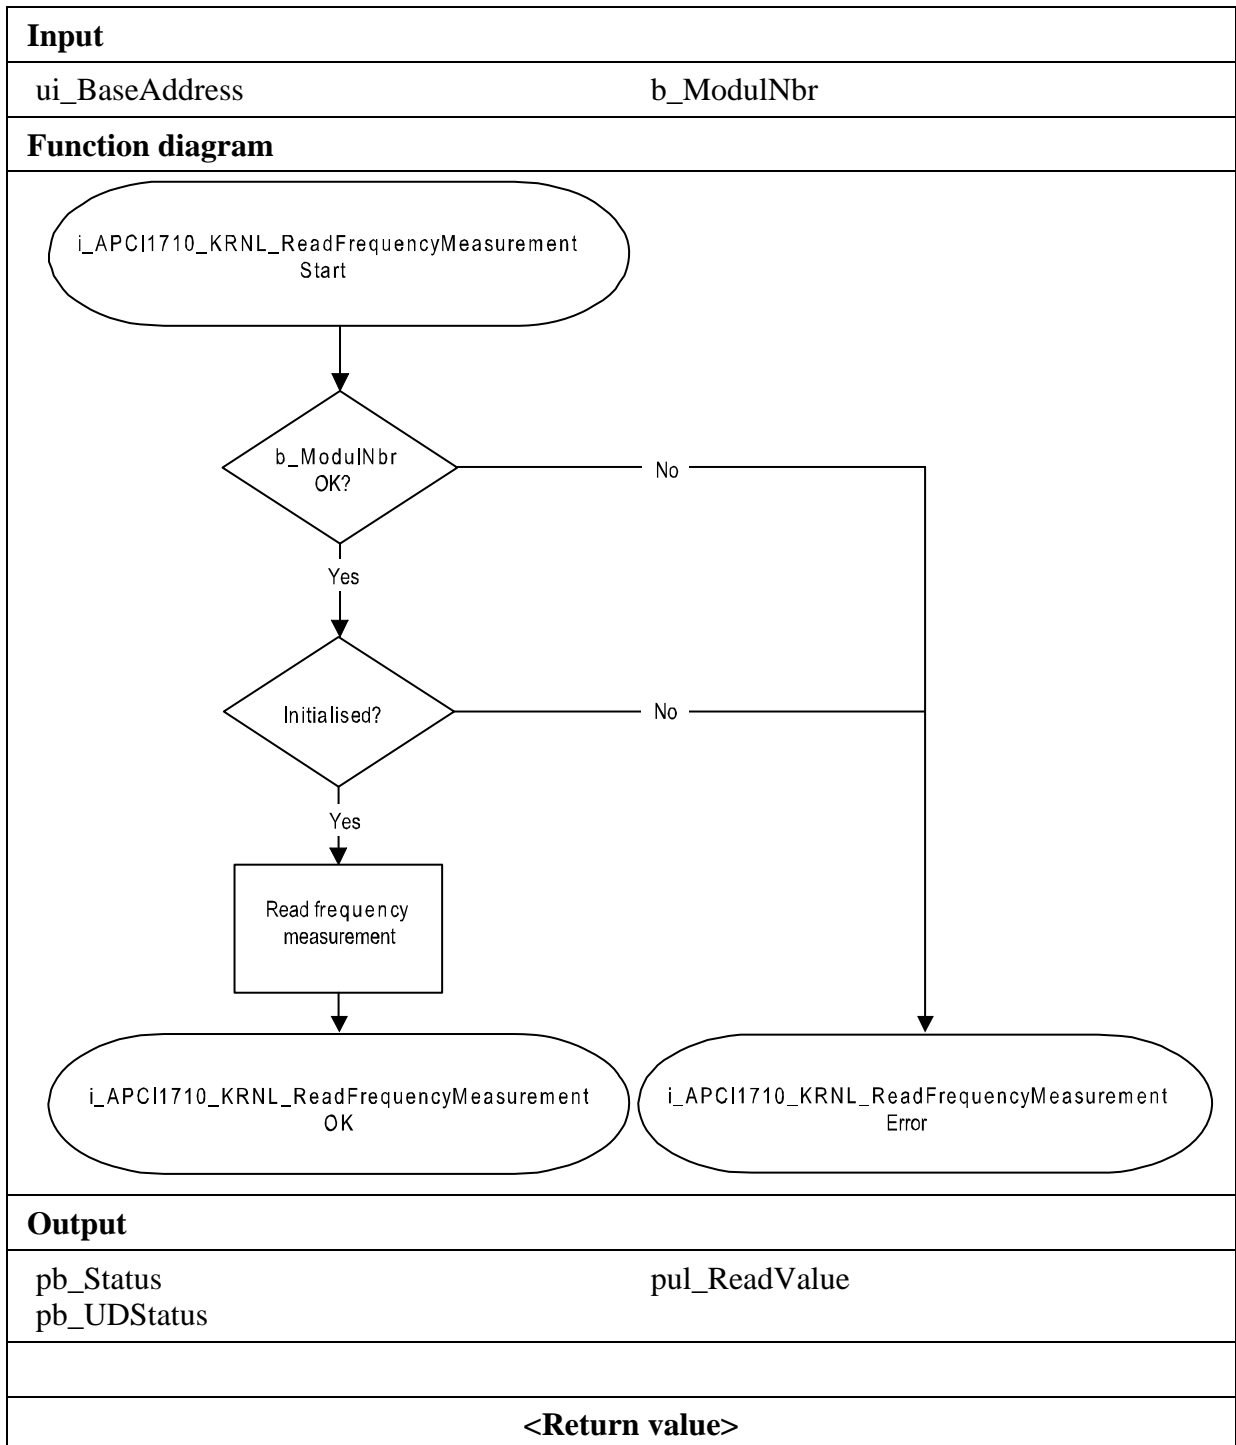 Input
ui_BaseAddress b_ModulNbr
Function diagram
i_APCI1710_KRNL_ReadFrequencyMeasurement
Start
b_ModulNbr
OK?
No
Yes
Initialised?
No
Yes
Read frequency
measurement
i_APCI1710_KRNL_ReadFrequencyMeasurement
OK
i_APCI1710_KRNL_ReadFrequencyMeasurement
Error
Output
pb_Status pul_ReadValue
pb_UDStatus
<Return value>